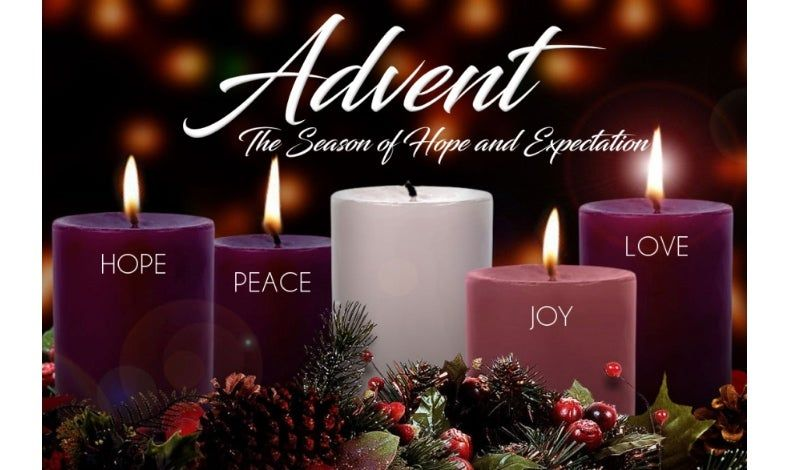 Advent
The Season of Hope and Expectation
HOPE
PEACE
JOY
LOVE